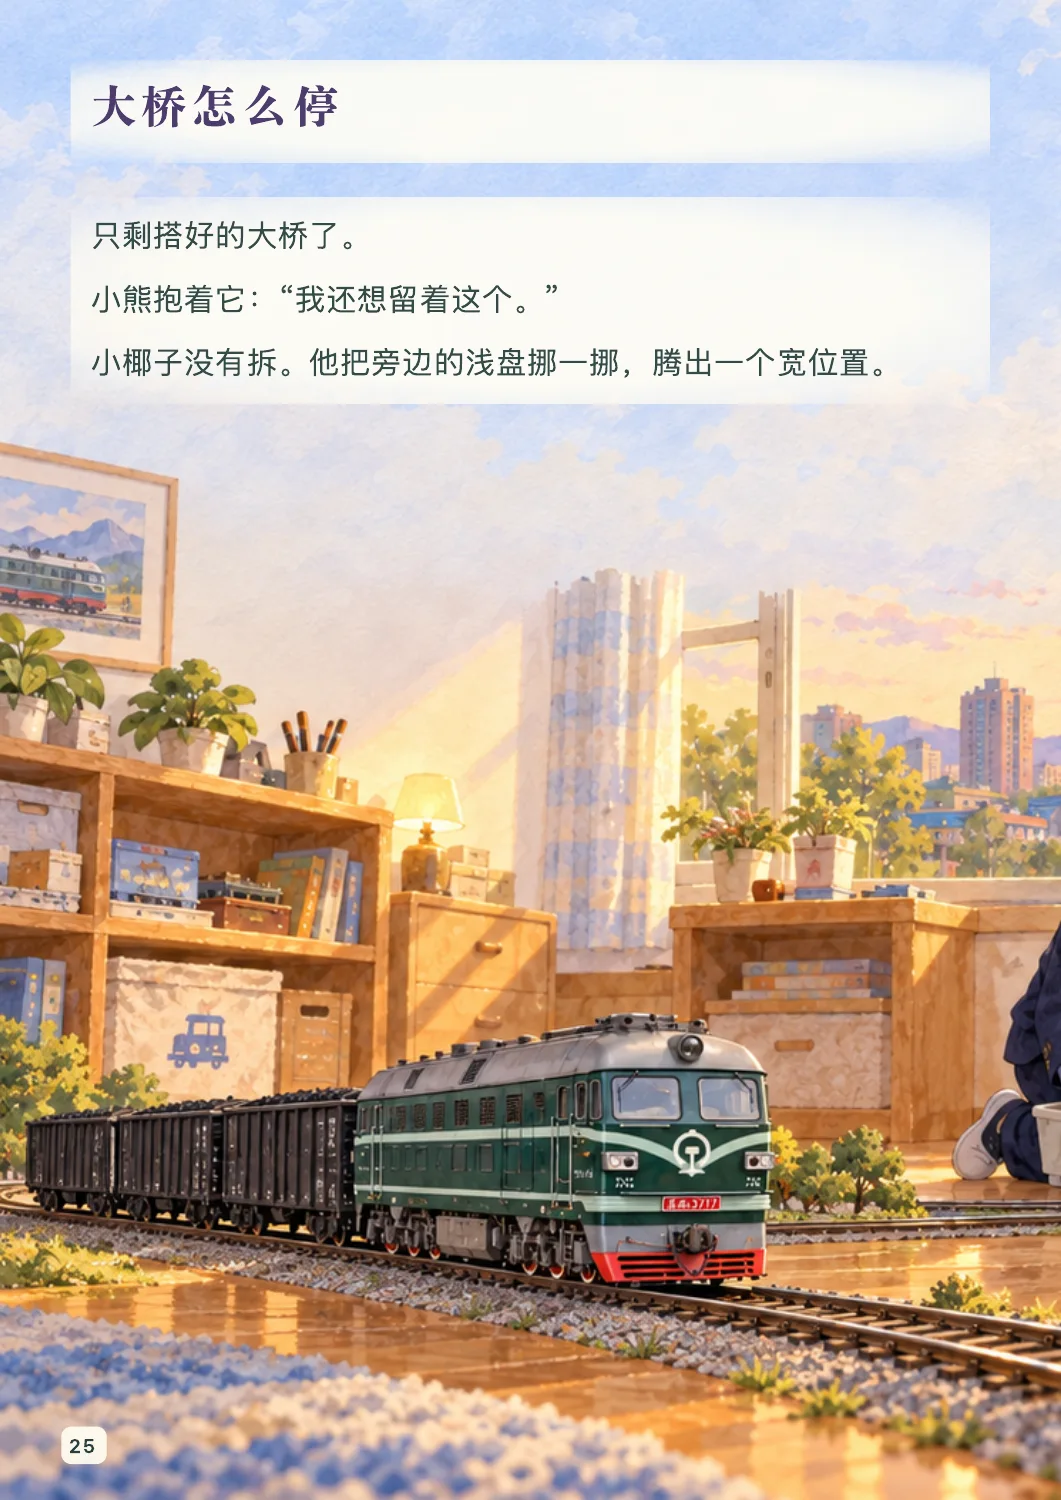 大桥怎么停
只剩搭好的大桥了。
小熊抱着它：“我还想留着这个。”
小椰子没有拆。他把旁边的浅盘挪一挪，腾出一个宽位置。
25